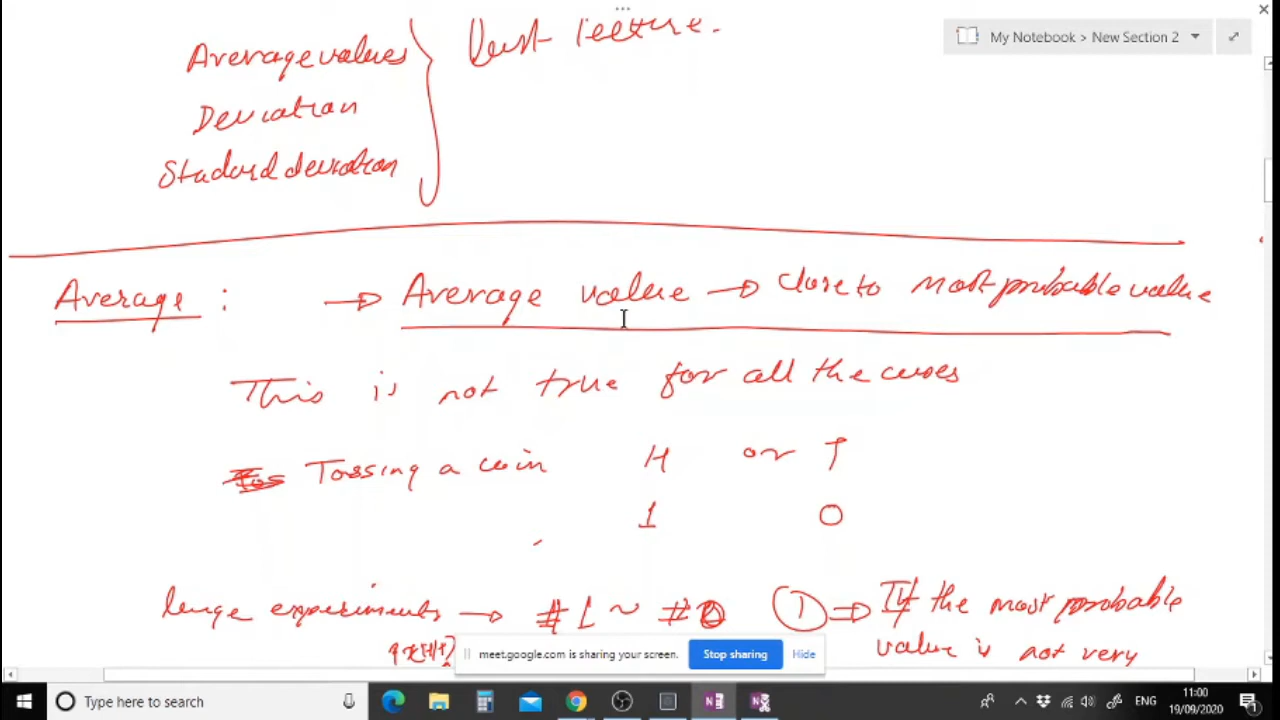 Average values
Last lecture.
My Notebook > New Section 2
Deviation
Standard deviation
Average : → Average value → close to most probable value
This is not true for all the cases
Tossing a coin H or T
1 0
large experiments → # 1 ~ # 0 ① ⇒ If the most probable
value is not very
meet.google.com is sharing your screen. Stop sharing Hide
Type here to search
ENG
11:00
19/09/2020
1